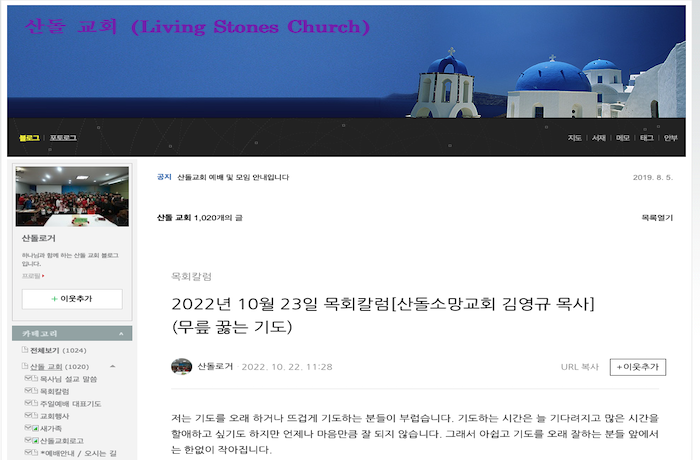 산돌 교회 (Living Stones Church)
블로그 포토로그
지도 서재 메모 태그 안부
공지 산돌교회 예배 및 모임 안내입니다 2019. 8. 5.
산돌 교회 1,020개의 글 목록열기
산돌로거
하나님과 함께 하는 산돌 교회 블로그
입니다.
프로필
+ 이웃추가
카테고리
전체보기 (1024)
산돌 교회 (1020)
목사님 설교 말씀
목회칼럼
주일예배 대표기도
교회행사
새가족
산돌교회로고
*예배안내 / 오시는 길
목회칼럼
2022년 10월 23일 목회칼럼[산돌소망교회 김영규 목사]
(무릎 꿇는 기도)
산돌로거 2022. 10. 22. 11:28 URL 복사 +이웃추가
저는 기도를 오래 하거나 뜨겁게 기도하는 분들이 부럽습니다. 기도하는 시간은 늘 기다려지고 많은 시간을
할애하고 싶기도 하지만 언제나 마음만큼 잘 되지 않습니다. 그래서 아쉽고 기도를 오래 잘하는 분들 앞에서
는 한없이 작아집니다.